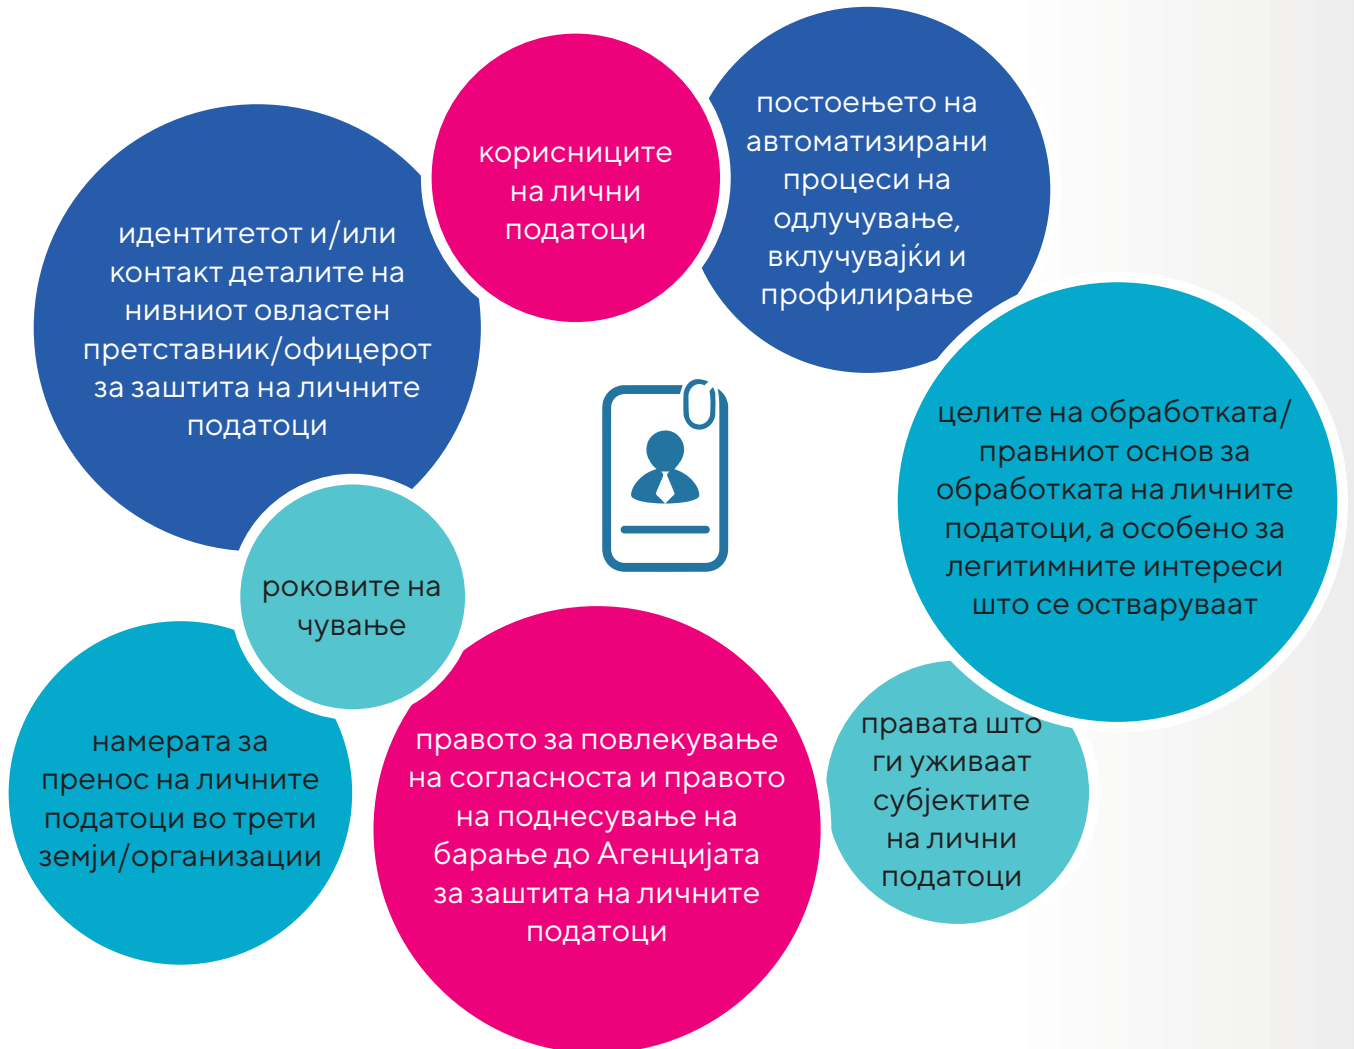 идентитетот и/или
контакт деталите на
нивниот овластен
претставник/офицерот
за заштита на личните
податоци
корисниците
на лични
податоци
постоењето на
автоматизирани
процеси на
одлучување,
вклучувајќи и
профилирање
целите на обработката/
правниот основ за
обработката на личните
податоци, а особено за
легитимните интереси
што се остваруваат
роковите на
чување
намерата за
пренос на личните
податоци во трети
земји/организации
правото за повлекување
на согласноста и правото
на поднесување на
барање до Агенцијата
за заштита на личните
податоци
правата што
ги уживаат
субјектите
на лични
податоци